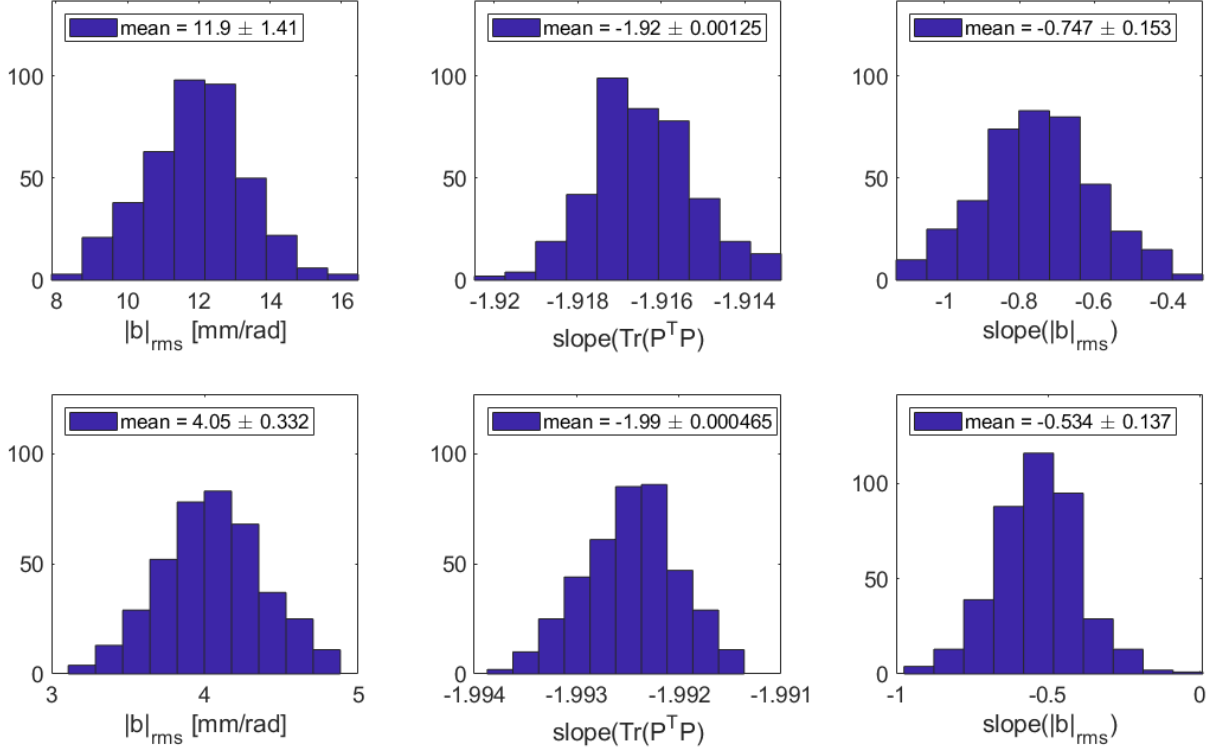 mean = 11.9 ± 1.41
100
50
0
8 10 12 14 16
|b|rms [mm/rad]
mean = -1.92 ± 0.00125
100
50
0
-1.92 -1.918 -1.916 -1.914
slope(Tr(PᵀP)
mean = -0.747 ± 0.153
100
50
0
-1 -0.8 -0.6 -0.4
slope(|b|rms)
mean = 4.05 ± 0.332
100
50
0
3 4 5
|b|rms [mm/rad]
mean = -1.99 ± 0.000465
100
50
0
-1.994 -1.993 -1.992 -1.991
slope(Tr(PᵀP)
mean = -0.534 ± 0.137
100
50
0
-1 -0.5 0
slope(|b|rms)